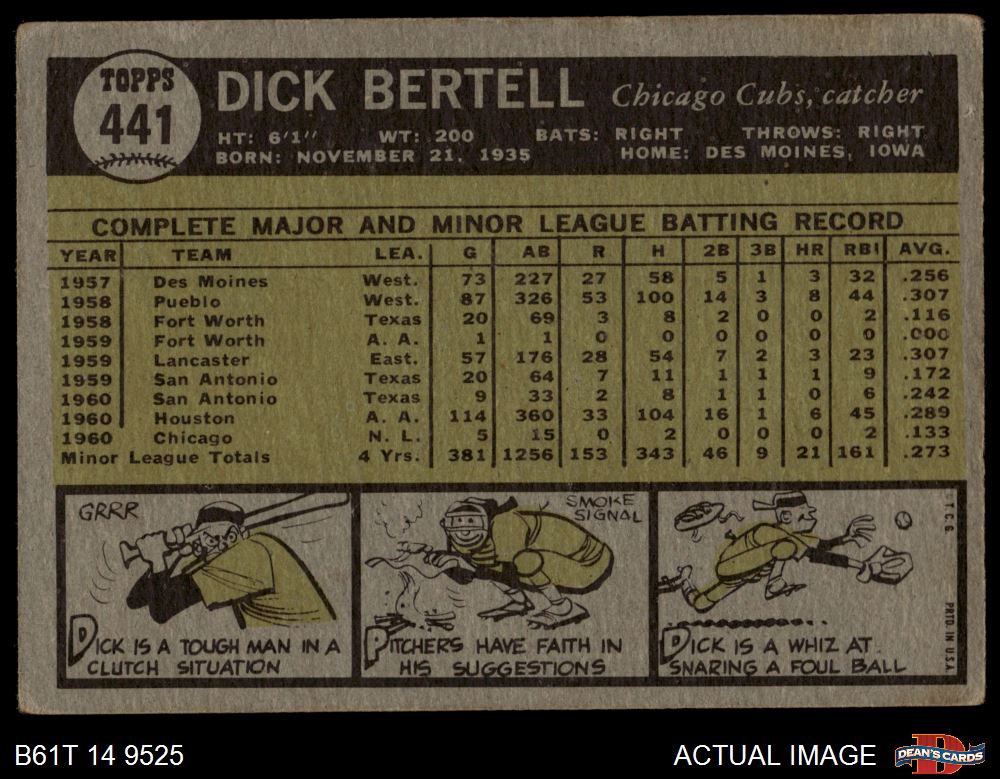 TOPPS
441
DICK BERTELL Chicago Cubs, catcher
HT: 6'1" WT: 200 BATS: RIGHT THROWS: RIGHT
BORN: NOVEMBER 21, 1935 HOME: DES MOINES, IOWA
COMPLETE MAJOR AND MINOR LEAGUE BATTING RECORD
YEAR TEAM LEA. G AB R H 2B 3B HR RBI AVG.
1957 Des Moines West. 73 227 27 58 5 1 3 32 .256
1958 Pueblo West. 87 326 53 100 14 3 8 44 .307
1958 Fort Worth Texas 20 69 3 8 2 0 0 2 .116
1959 Fort Worth A. A. 1 1 0 0 0 0 0 0 .000
1959 Lancaster East. 57 176 28 54 7 2 3 23 .307
1959 San Antonio Texas 20 64 7 11 1 1 1 9 .172
1960 San Antonio Texas 9 33 2 8 1 1 0 6 .242
1960 Houston A. A. 114 360 33 104 16 1 6 45 .289
1960 Chicago N. L. 5 15 0 2 0 0 0 2 .133
Minor League Totals 4 Yrs. 381 1256 153 343 46 9 21 161 .273
GRRR
DICK IS A TOUGH MAN IN A
CLUTCH SITUATION
SMOKE
SIGNAL
PITCHERS HAVE FAITH IN
HIS SUGGESTIONS
DICK IS A WHIZ AT
SNARING A FOUL BALL
T.C.G. PRTD. IN U.S.A.
B61T 14 9525
ACTUAL IMAGE
DEAN'S CARDS